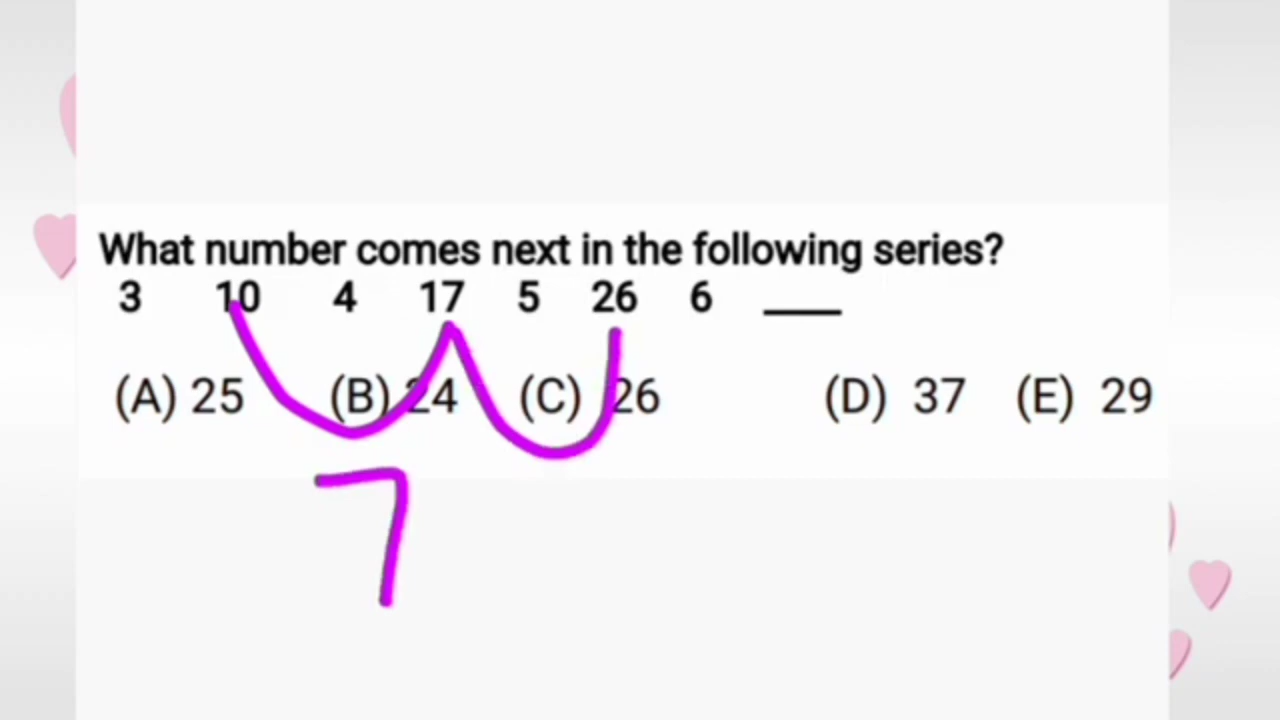 What number comes next in the following series?
3 10 4 17 5 26 6 ____
(A) 25 (B) 24 (C) 26 (D) 37 (E) 29
7